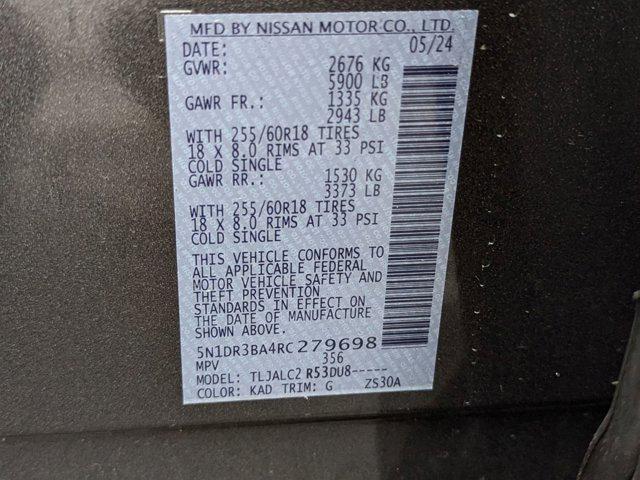 MFD BY NISSAN MOTOR CO., LTD.
DATE: 05/24
GVWR: 2676 KG
5900 LB
GAWR FR.: 1335 KG
2943 LB
WITH 255/60R18 TIRES
18 X 8.0 RIMS AT 33 PSI
COLD SINGLE
GAWR RR.: 1530 KG
3373 LB
WITH 255/60R18 TIRES
18 X 8.0 RIMS AT 33 PSI
COLD SINGLE
THIS VEHICLE CONFORMS TO
ALL APPLICABLE FEDERAL
MOTOR VEHICLE SAFETY AND
THEFT PREVENTION
STANDARDS IN EFFECT ON
THE DATE OF MANUFACTURE
SHOWN ABOVE.
5N1DR3BA4RC279698
MPV 356
MODEL: TLJALC2 R53DU8-----
COLOR: KAD TRIM: G ZS30A